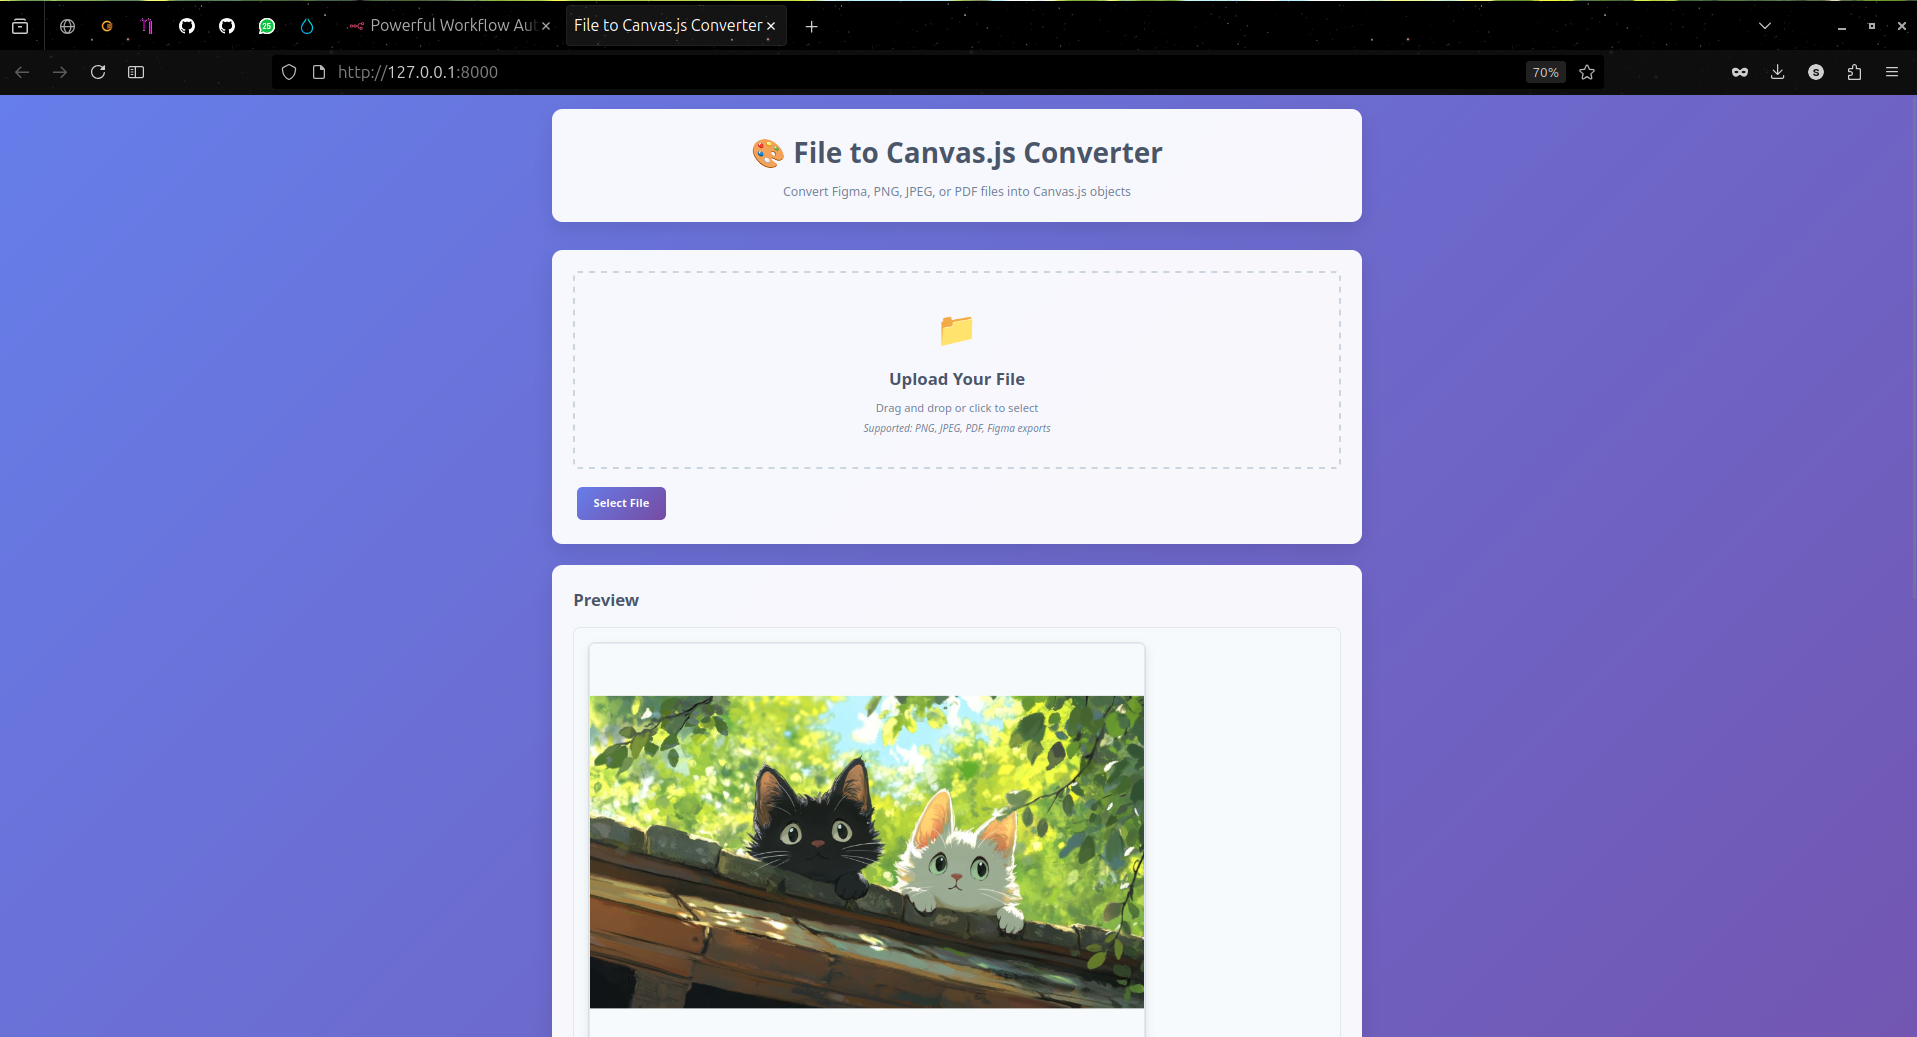 25
Powerful Workflow Aut
File to Canvas.js Converter
http://127.0.0.1:8000
70%
S
File to Canvas.js Converter
Convert Figma, PNG, JPEG, or PDF files into Canvas.js objects
Upload Your File
Drag and drop or click to select
Supported: PNG, JPEG, PDF, Figma exports
Select File
Preview